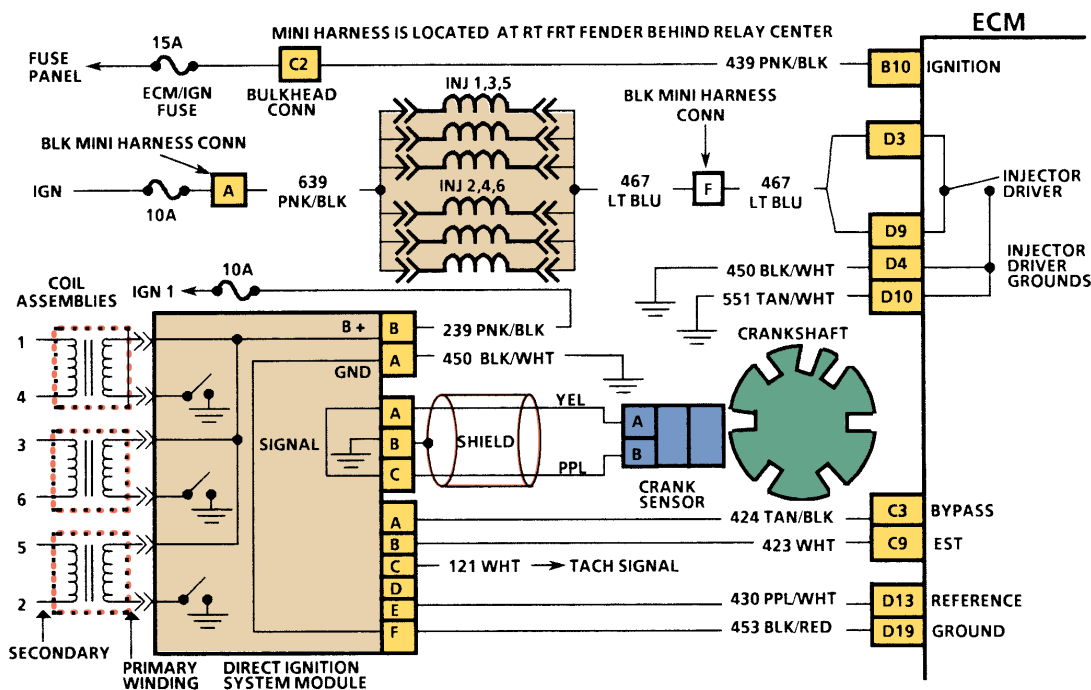 ECM
MINI HARNESS IS LOCATED AT RT FRT FENDER BEHIND RELAY CENTER
15A
FUSE
PANEL
C2
439 PNK/BLK
B10
IGNITION
ECM/IGN
FUSE
BULKHEAD
CONN
INJ 1,3,5
BLK MINI HARNESS
CONN
BLK MINI HARNESS CONN
D3
IGN
10A
A
639
PNK/BLK
INJ 2,4,6
467
LT BLU
F
467
LT BLU
INJECTOR
DRIVER
D9
450 BLK/WHT
D4
INJECTOR
DRIVER
GROUNDS
551 TAN/WHT
D10
COIL
ASSEMBLIES
IGN 1
10A
CRANKSHAFT
1
B +
B
239 PNK/BLK
A
450 BLK/WHT
GND
4
A
YEL
A
3
SIGNAL
B
SHIELD
B
C
PPL
6
CRANK
SENSOR
A
424 TAN/BLK
C3
BYPASS
5
B
423 WHT
C9
EST
C
121 WHT
TACH SIGNAL
D
2
E
430 PPL/WHT
D13
REFERENCE
F
453 BLK/RED
D19
GROUND
SECONDARY
PRIMARY
WINDING
DIRECT IGNITION
SYSTEM MODULE